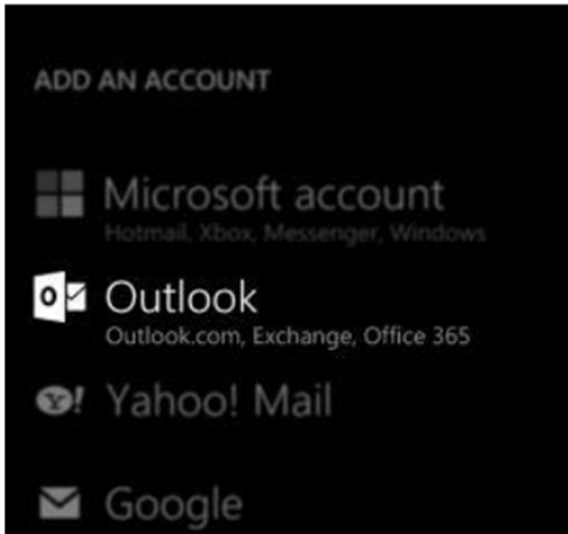 ADD AN ACCOUNT
Microsoft account
Hotmail, Xbox, Messenger, Windows
Outlook
Outlook.com, Exchange, Office 365
Yahoo! Mail
Google